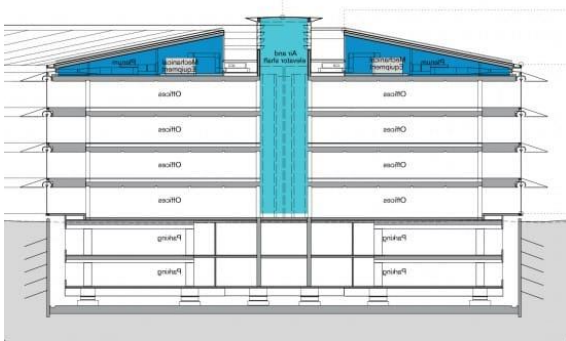 Air and
elevator shaft
Plenum
Mechanical
Equipment
Mechanical
Equipment
Plenum
Offices
Offices
Offices
Offices
Offices
Offices
Offices
Offices
Parking
Parking
Parking
Parking